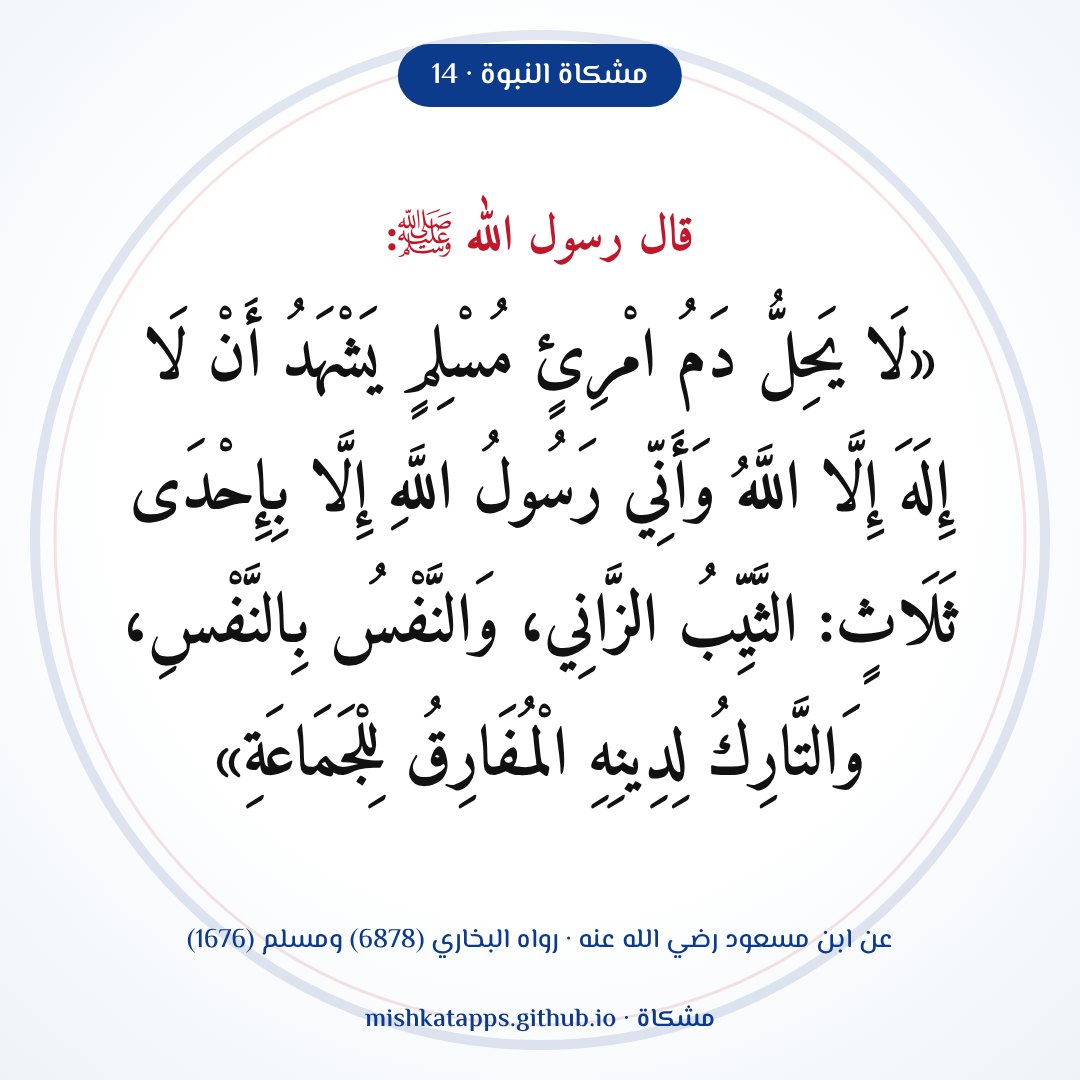 مشكاة النبوة · 14
قال رسول الله ﷺ:
«لَا يَحِلُّ دَمُ امْرِئٍ مُسْلِمٍ يَشْهَدُ أَنْ لَا
إِلَهَ إِلَّا اللَّهُ وَأَنِّي رَسُولُ اللَّهِ إِلَّا بِإِحْدَى
ثَلَاثٍ: الثَّيِّبُ الزَّانِي، وَالنَّفْسُ بِالنَّفْسِ،
وَالتَّارِكُ لِدِينِهِ الْمُفَارِقُ لِلْجَمَاعَةِ»
عن ابن مسعود رضي الله عنه · رواه البخاري (6878) ومسلم (1676)
مشكاة · mishkatapps.github.io